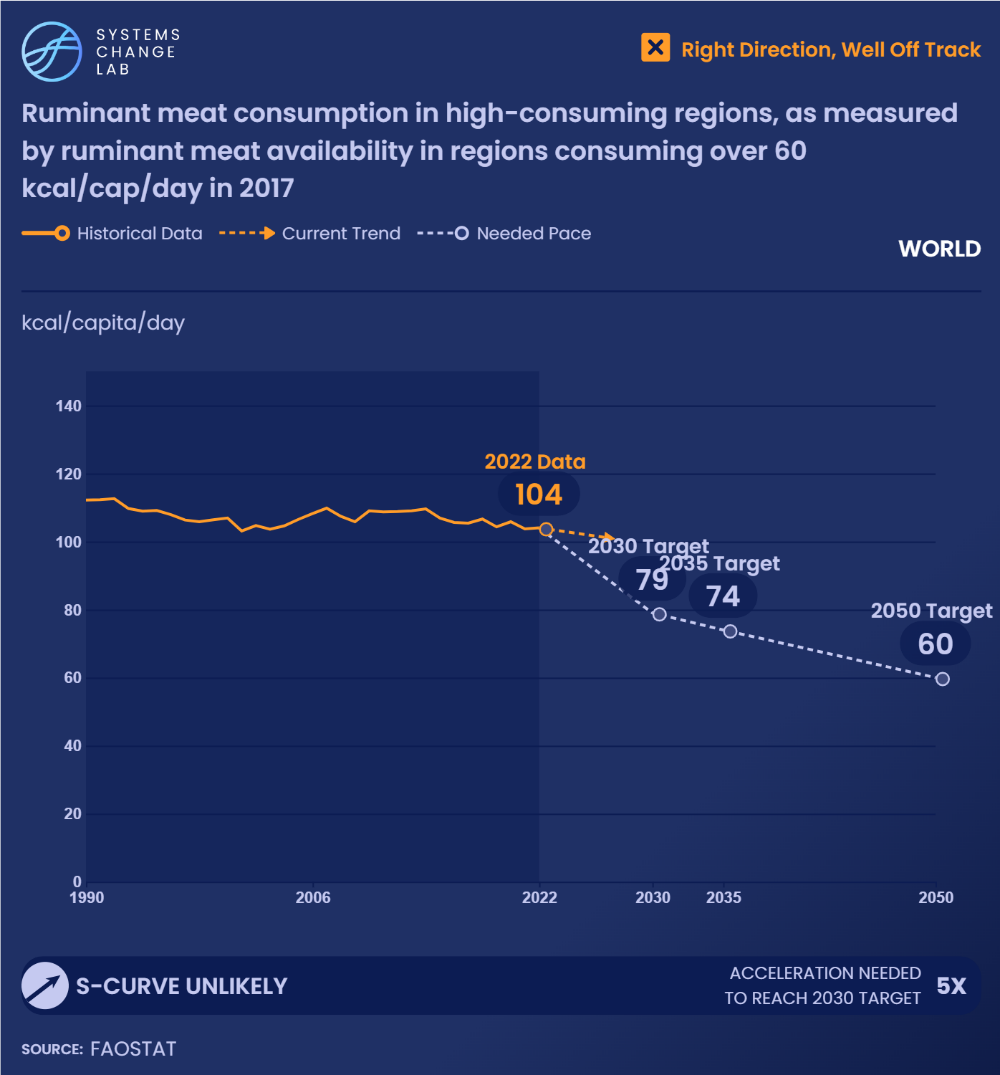 SYSTEMS
CHANGE
LAB
Right Direction, Well Off Track
Ruminant meat consumption in high-consuming regions, as measured
by ruminant meat availability in regions consuming over 60
kcal/cap/day in 2017
Historical Data
Current Trend
Needed Pace
WORLD
kcal/capita/day
140
120
100
80
60
40
20
0
2022 Data
104
2030 Target
79
2035 Target
74
2050 Target
60
1990
2006
2022
2030
2035
2050
S-CURVE UNLIKELY
ACCELERATION NEEDED
TO REACH 2030 TARGET
5X
SOURCE: FAOSTAT